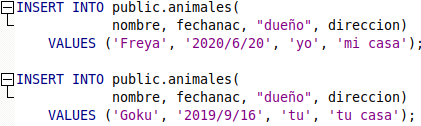 INSERT INTO public.animales(
nombre, fechanac, "dueño", direccion)
VALUES ('Freya', '2020/6/20', 'yo', 'mi casa');
INSERT INTO public.animales(
nombre, fechanac, "dueño", direccion)
VALUES ('Goku', '2019/9/16', 'tu', 'tu casa');